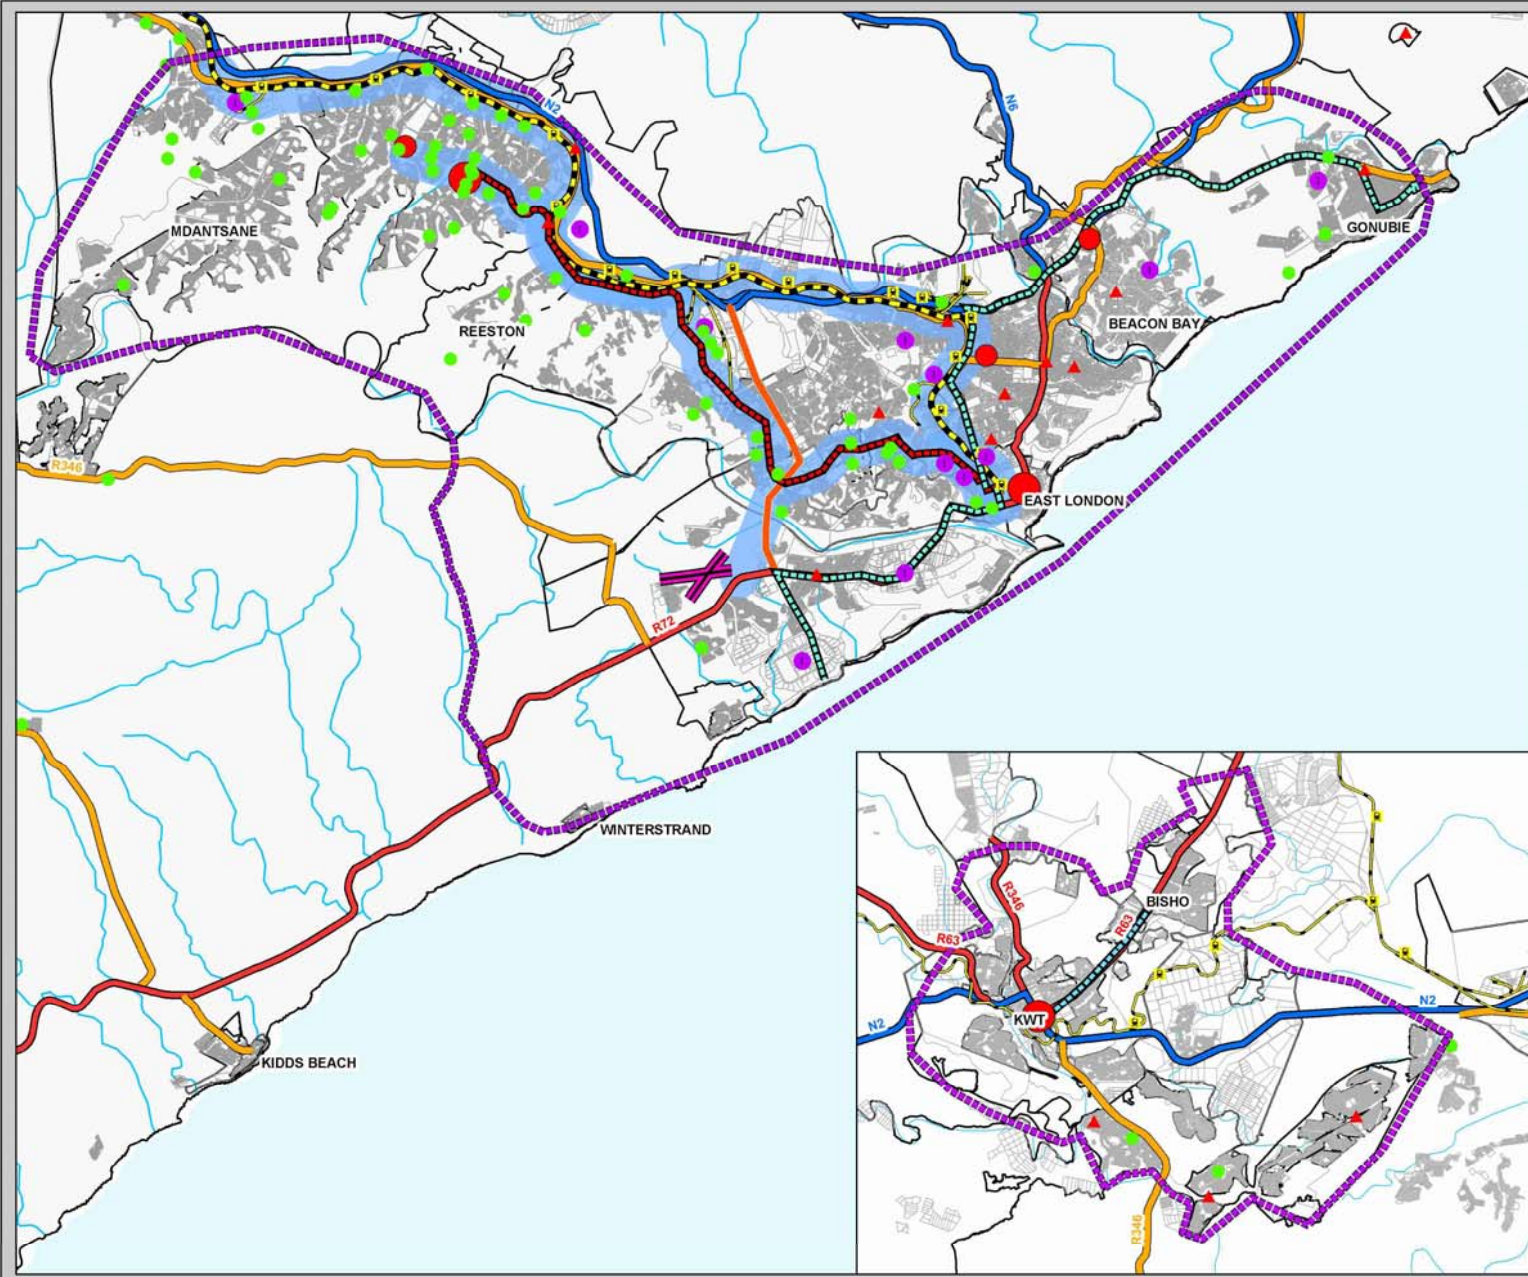 N2
N6
MDANTSANE
GONUBIE
REESTON
BEACON BAY
R346
EAST LONDON
R72
WINTERSTRAND
KIDDS BEACH
R346
BISHO
R63
R63
KWT
N2
N2
R346